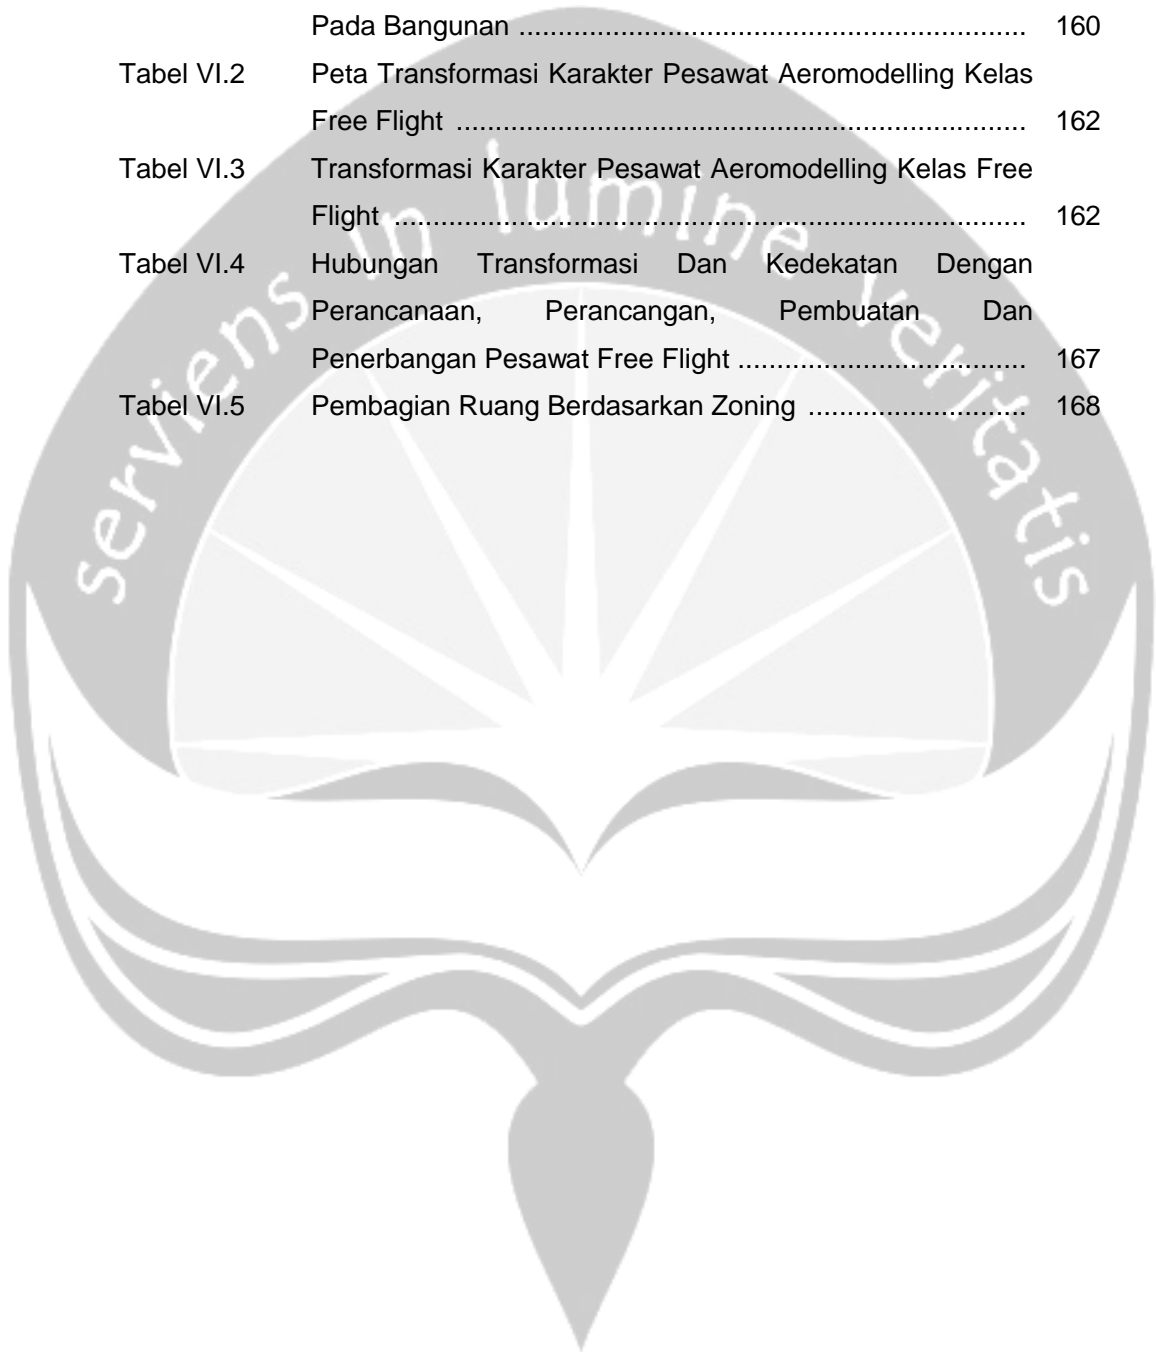 Pada Bangunan ........................................................ 160
Tabel VI.2 Peta Transformasi Karakter Pesawat Aeromodelling Kelas
Free Flight .............................................................. 162
Tabel VI.3 Transformasi Karakter Pesawat Aeromodelling Kelas Free
Flight ..................................................................... 162
Tabel VI.4 Hubungan Transformasi Dan Kedekatan Dengan
Perancanaan, Perancangan, Pembuatan Dan
Penerbangan Pesawat Free Flight ................................ 167
Tabel VI.5 Pembagian Ruang Berdasarkan Zoning ........................... 168
serviens in lumine veritatis